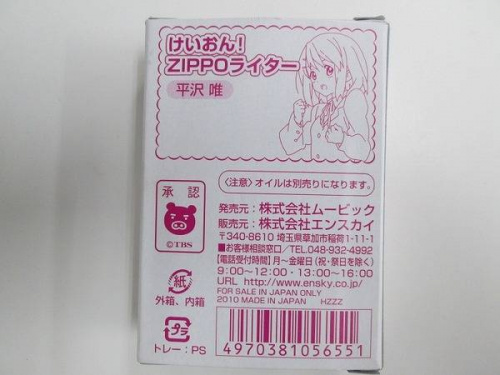 けいおん!
ZIPPOライター
平沢 唯
〈注意〉オイルは別売りになります。
承認
©TBS
発売元:株式会社ムービック
販売元:株式会社エンスカイ
〒340-8610 埼玉県草加市稲荷1-11-1
■お客様相談窓口/TEL.048-932-4992
【電話受付時間】月~金曜日(祝・祭日を除く)
9:00~12:00・13:00~16:00
URL http://www.ensky.co.jp/
FOR SALE IN JAPAN ONLY
2010 MADE IN JAPAN HZZZ
紙
外箱、内箱
プラ
トレー:PS
4970381056551